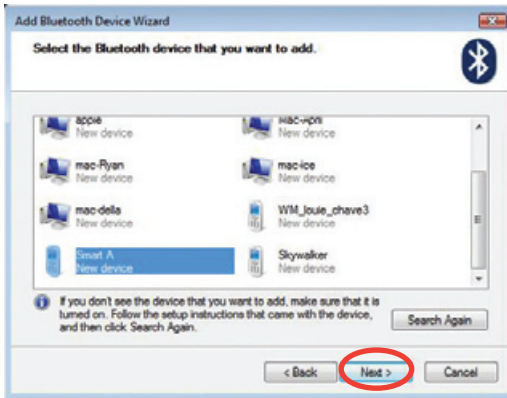 Add Bluetooth Device Wizard
Select the Bluetooth device that you want to add.
apple
New device
Mac-April
New device
mac-Ryan
New device
mac-ice
New device
mac-della
New device
WM_louie_chave3
New device
Smart A
New device
Skywalker
New device
If you don't see the device that you want to add, make sure that it is
turned on. Follow the setup instructions that came with the device,
and then click Search Again.
Search Again
< Back
Next >
Cancel